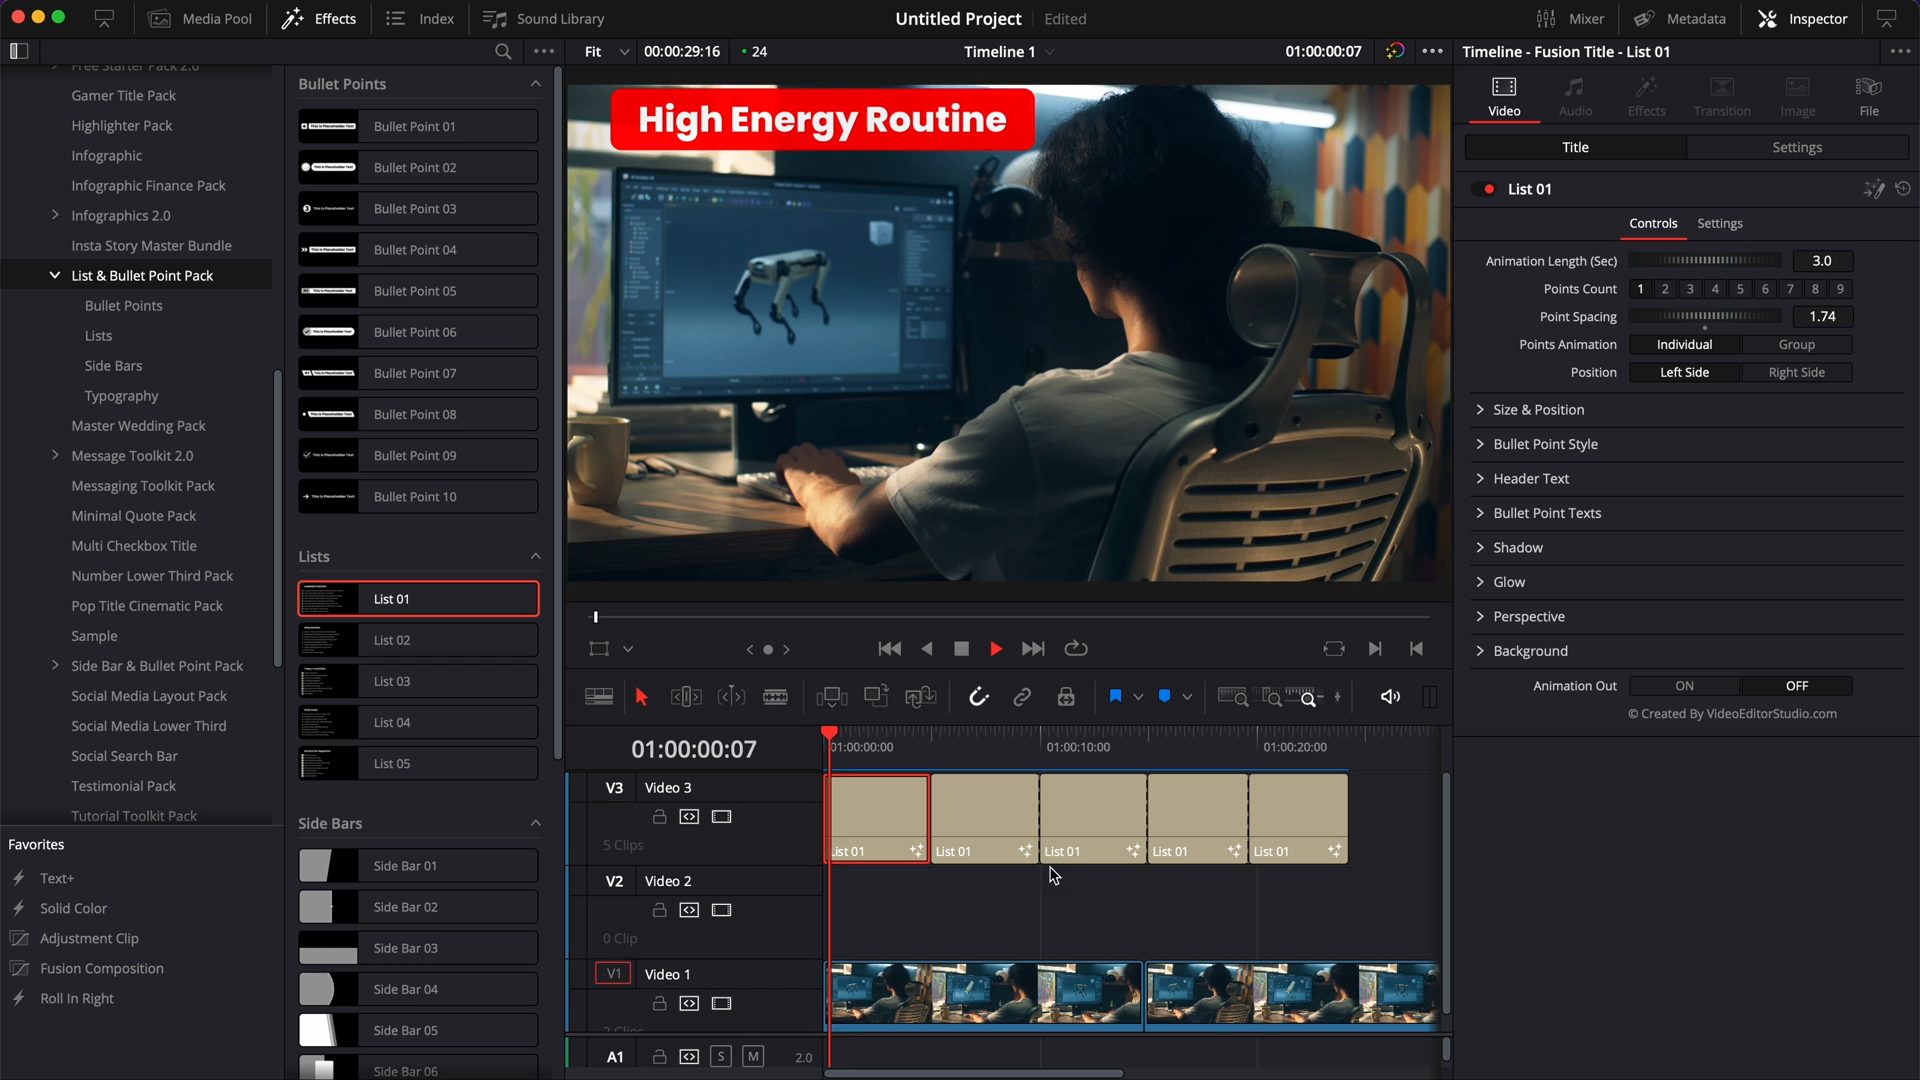 Media Pool
Effects
Index
Sound Library
Untitled Project
Edited
Mixer
Metadata
Inspector
Fit
00:00:29:16
24
Timeline 1
01:00:00:07
Timeline - Fusion Title - List 01
Free Starter Pack 2.0
Gamer Title Pack
Highlighter Pack
Infographic
Infographic Finance Pack
Infographics 2.0
Insta Story Master Bundle
List & Bullet Point Pack
Bullet Points
Lists
Side Bars
Typography
Master Wedding Pack
Message Toolkit 2.0
Messaging Toolkit Pack
Minimal Quote Pack
Multi Checkbox Title
Number Lower Third Pack
Pop Title Cinematic Pack
Sample
Side Bar & Bullet Point Pack
Social Media Layout Pack
Social Media Lower Third
Social Search Bar
Testimonial Pack
Tutorial Toolkit Pack
Favorites
Text+
Solid Color
Adjustment Clip
Fusion Composition
Roll In Right
Bullet Points
Bullet Point 01
Bullet Point 02
Bullet Point 03
Bullet Point 04
Bullet Point 05
Bullet Point 06
Bullet Point 07
Bullet Point 08
Bullet Point 09
Bullet Point 10
Lists
List 01
List 02
List 03
List 04
List 05
Side Bars
Side Bar 01
Side Bar 02
Side Bar 03
Side Bar 04
Side Bar 05
Side Bar 06
High Energy Routine
01:00:00:07
01:00:00:00
01:00:10:00
01:00:20:00
V3
Video 3
5 Clips
List 01
List 01
List 01
List 01
List 01
V2
Video 2
0 Clip
V1
Video 1
A1
S
M
2.0
Video
Audio
Effects
Transition
Image
File
Title
Settings
List 01
Controls
Settings
Animation Length (Sec)
3.0
Points Count
1 2 3 4 5 6 7 8 9
Point Spacing
1.74
Points Animation
Individual
Group
Position
Left Side
Right Side
Size & Position
Bullet Point Style
Header Text
Bullet Point Texts
Shadow
Glow
Perspective
Background
Animation Out
ON
OFF
© Created By VideoEditorStudio.com